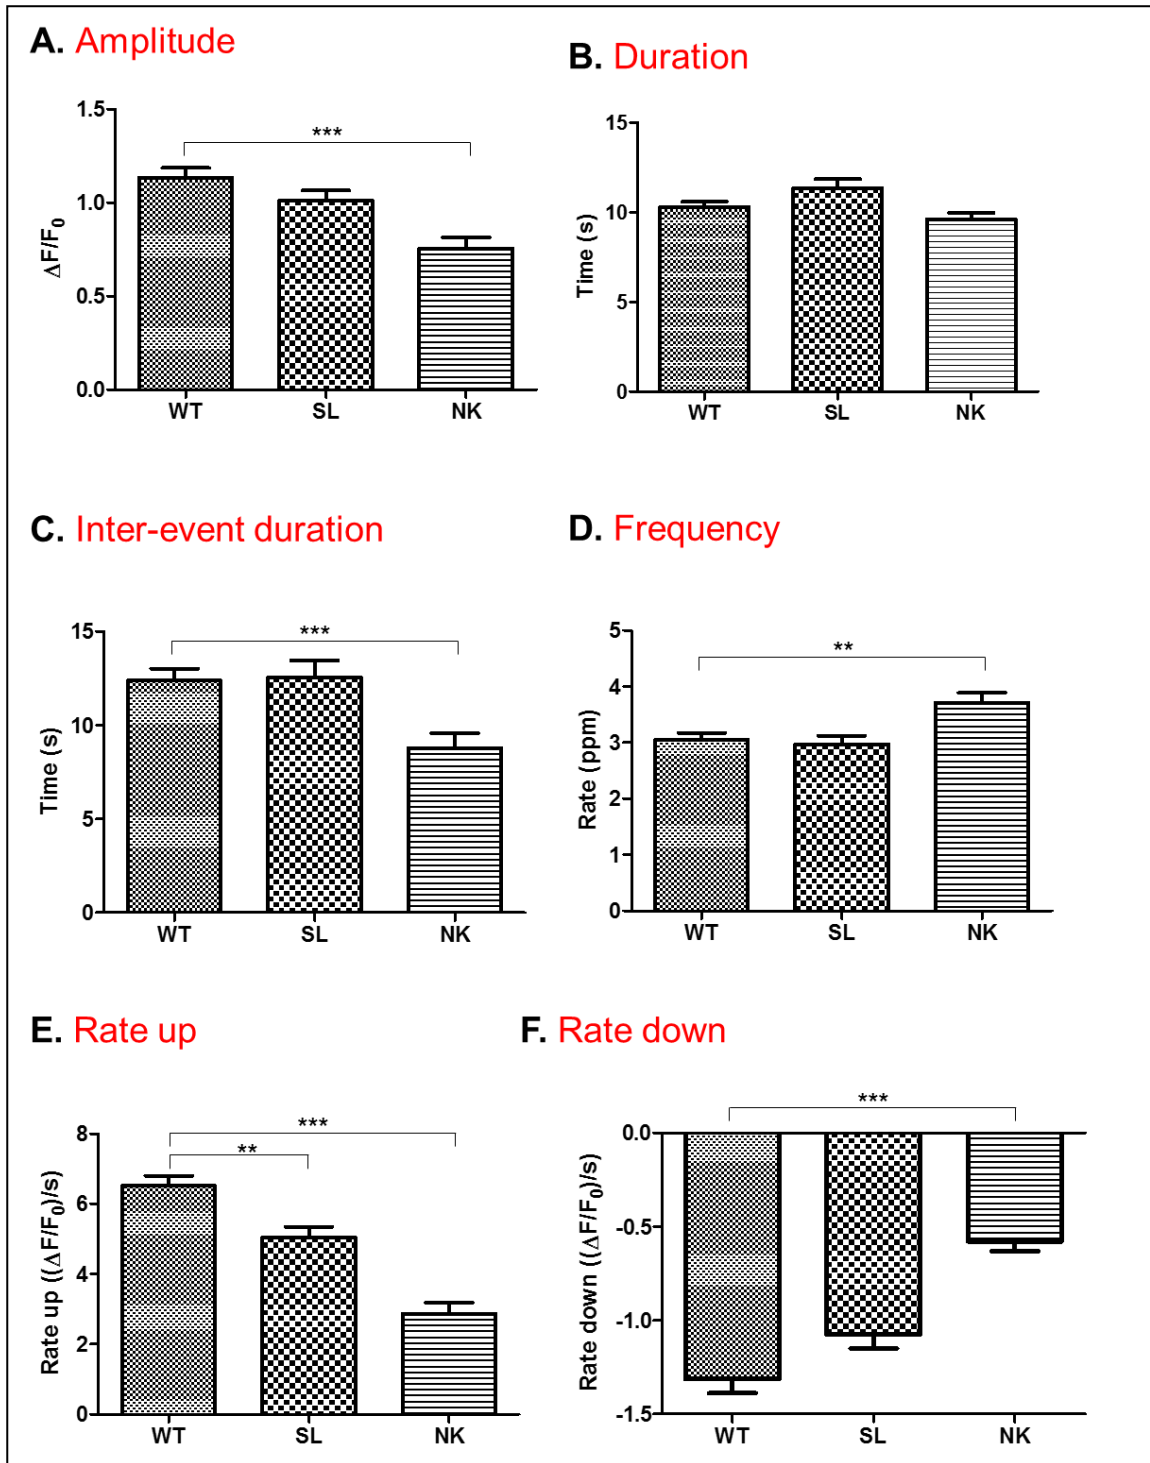 A. Amplitude
1.5
1.0
0.5
0.0
ΔF/F0
***
WT SL NK
B. Duration
15
10
5
0
Time (s)
WT SL NK
C. Inter-event duration
15
10
5
0
Time (s)
***
WT SL NK
D. Frequency
5
4
3
2
1
0
Rate (ppm)
**
WT SL NK
E. Rate up
8
6
4
2
0
Rate up ((ΔF/F0)/s)
***
**
WT SL NK
F. Rate down
0.0
-0.5
-1.0
-1.5
Rate down ((ΔF/F0)/s)
***
WT SL NK